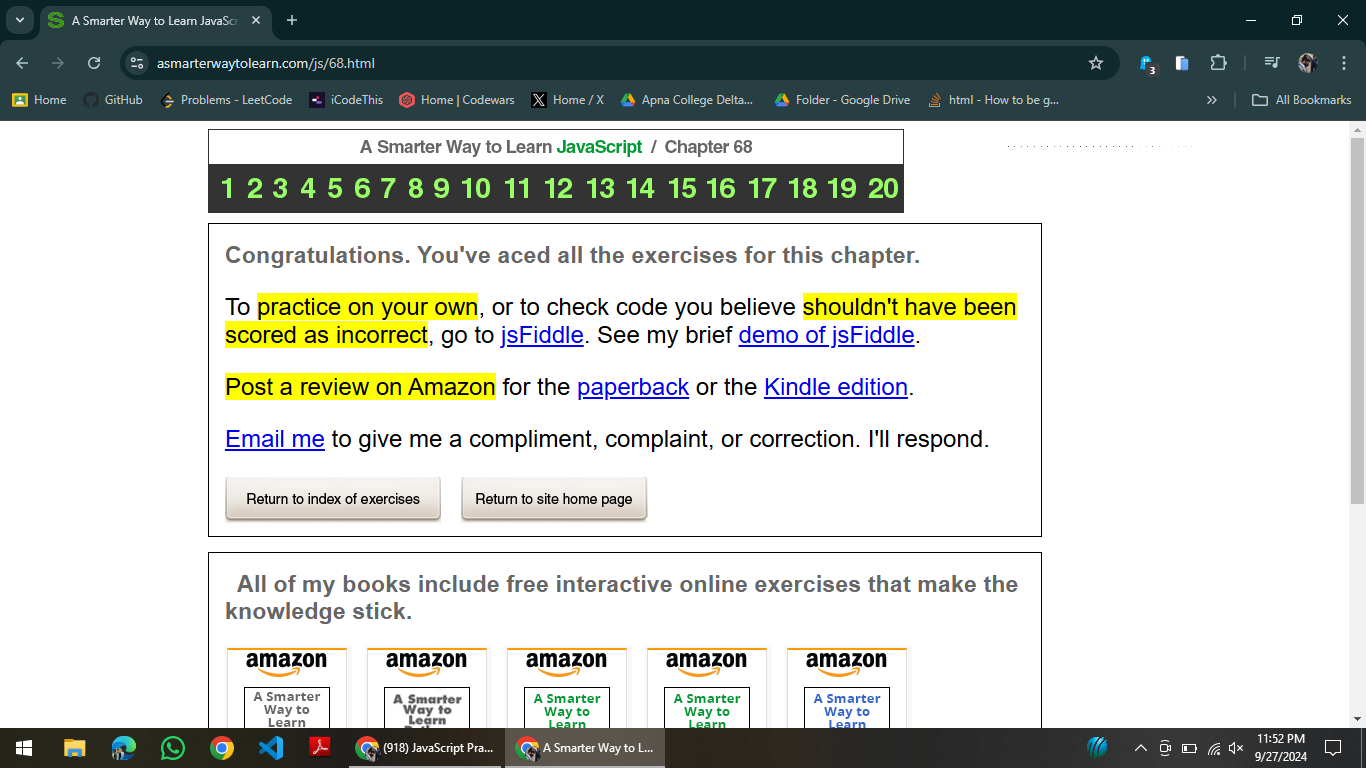 A Smarter Way to Learn JavaSc
asmarterwaytolearn.com/js/68.html
3
Home
GitHub
Problems - LeetCode
iCodeThis
Home | Codewars
Home / X
Apna College Delta...
Folder - Google Drive
html - How to be g...
All Bookmarks
A Smarter Way to Learn JavaScript / Chapter 68
1 2 3 4 5 6 7 8 9 10 11 12 13 14 15 16 17 18 19 20
Congratulations. You've aced all the exercises for this chapter.
To practice on your own, or to check code you believe shouldn't have been
scored as incorrect, go to jsFiddle. See my brief demo of jsFiddle.
Post a review on Amazon for the paperback or the Kindle edition.
Email me to give me a compliment, complaint, or correction. I'll respond.
Return to index of exercises
Return to site home page
All of my books include free interactive online exercises that make the
knowledge stick.
amazon
A Smarter
Way to
Learn
amazon
A Smarter
Way to
Learn
amazon
A Smarter
Way to
Learn
amazon
A Smarter
Way to
Learn
amazon
A Smarter
Way to
Learn
(918) JavaScript Pra...
A Smarter Way to L...
11:52 PM
9/27/2024